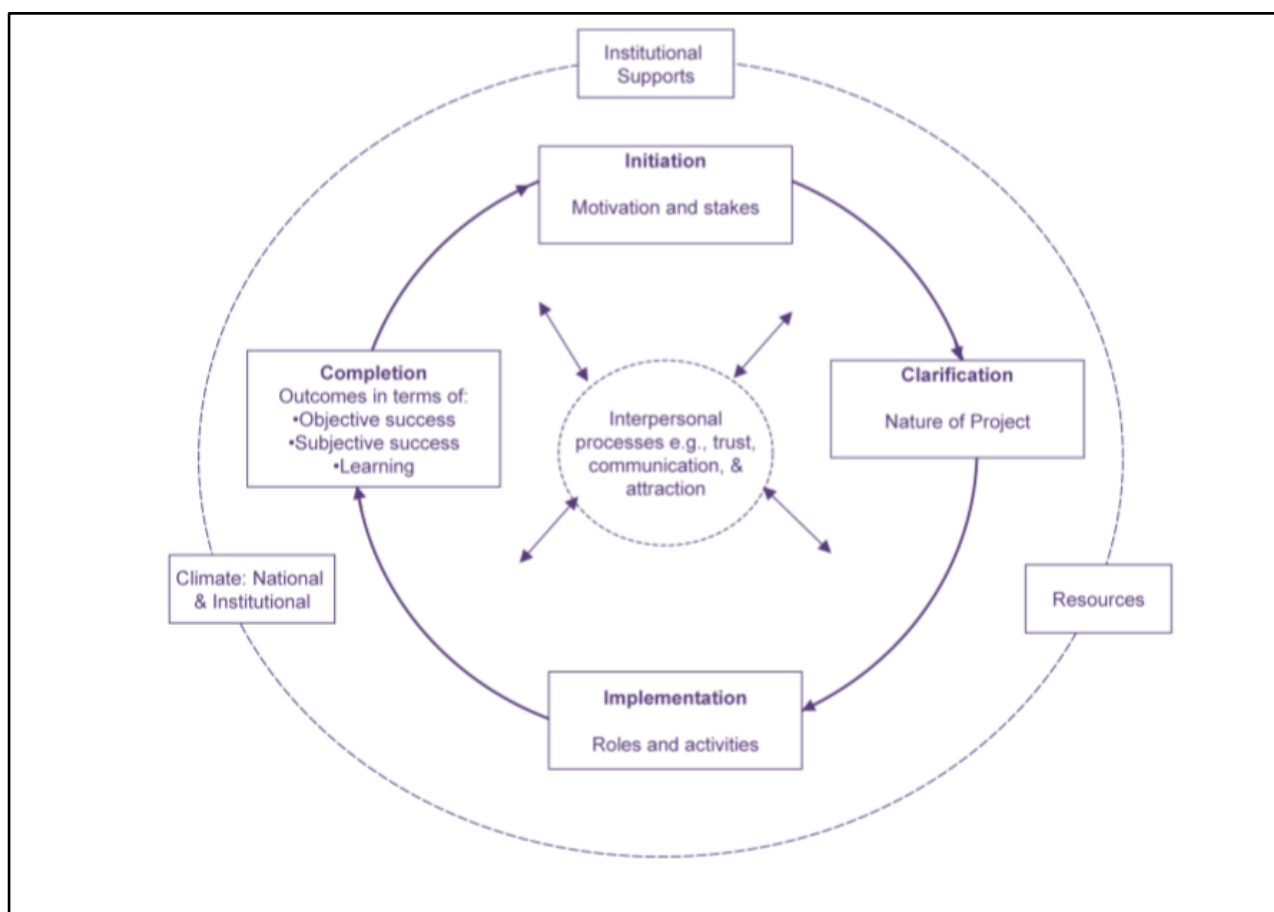 Institutional
Supports
Initiation
Motivation and stakes
Completion
Outcomes in terms of:
•Objective success
•Subjective success
•Learning
Clarification
Nature of Project
Interpersonal
processes e.g., trust,
communication, &
attraction
Climate: National
& Institutional
Resources
Implementation
Roles and activities